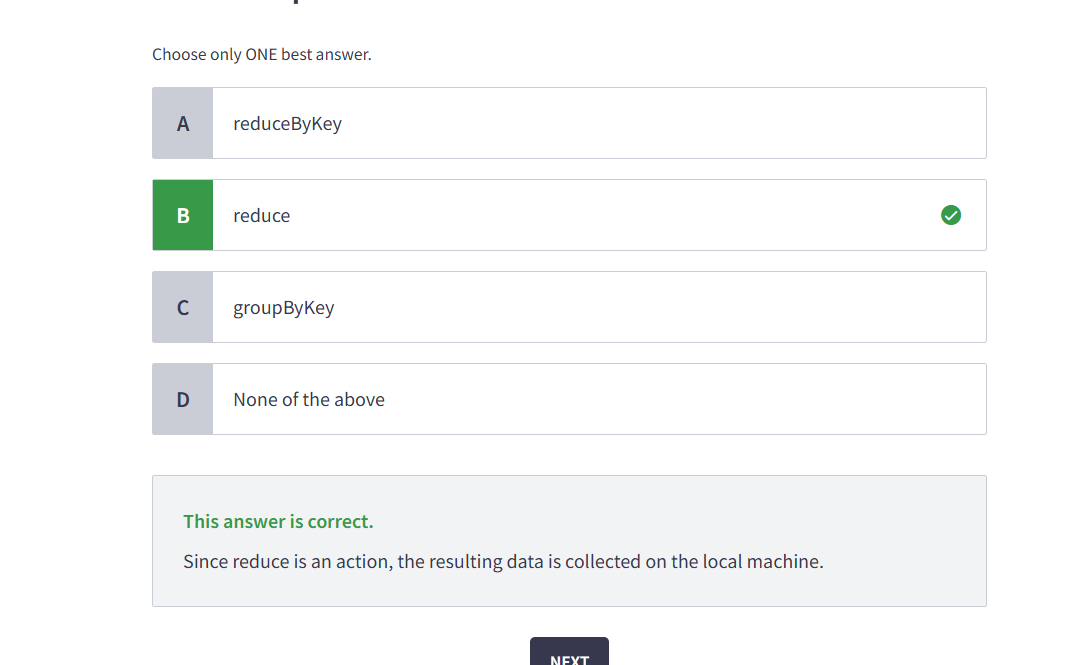 Choose only ONE best answer.
A reduceByKey
B reduce
C groupByKey
D None of the above
This answer is correct.
Since reduce is an action, the resulting data is collected on the local machine.
NEXT